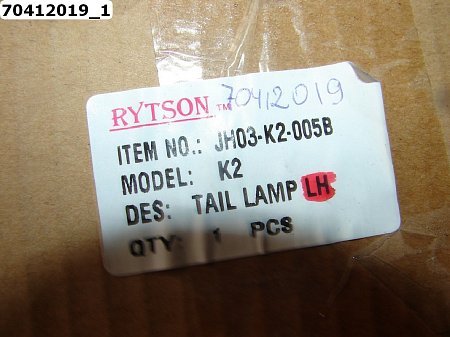 70412019_1
RYTSON TM 70412019
ITEM NO.: JH03-K2-005B
MODEL: K2
DES: TAIL LAMP LH
QTY: 1 PCS